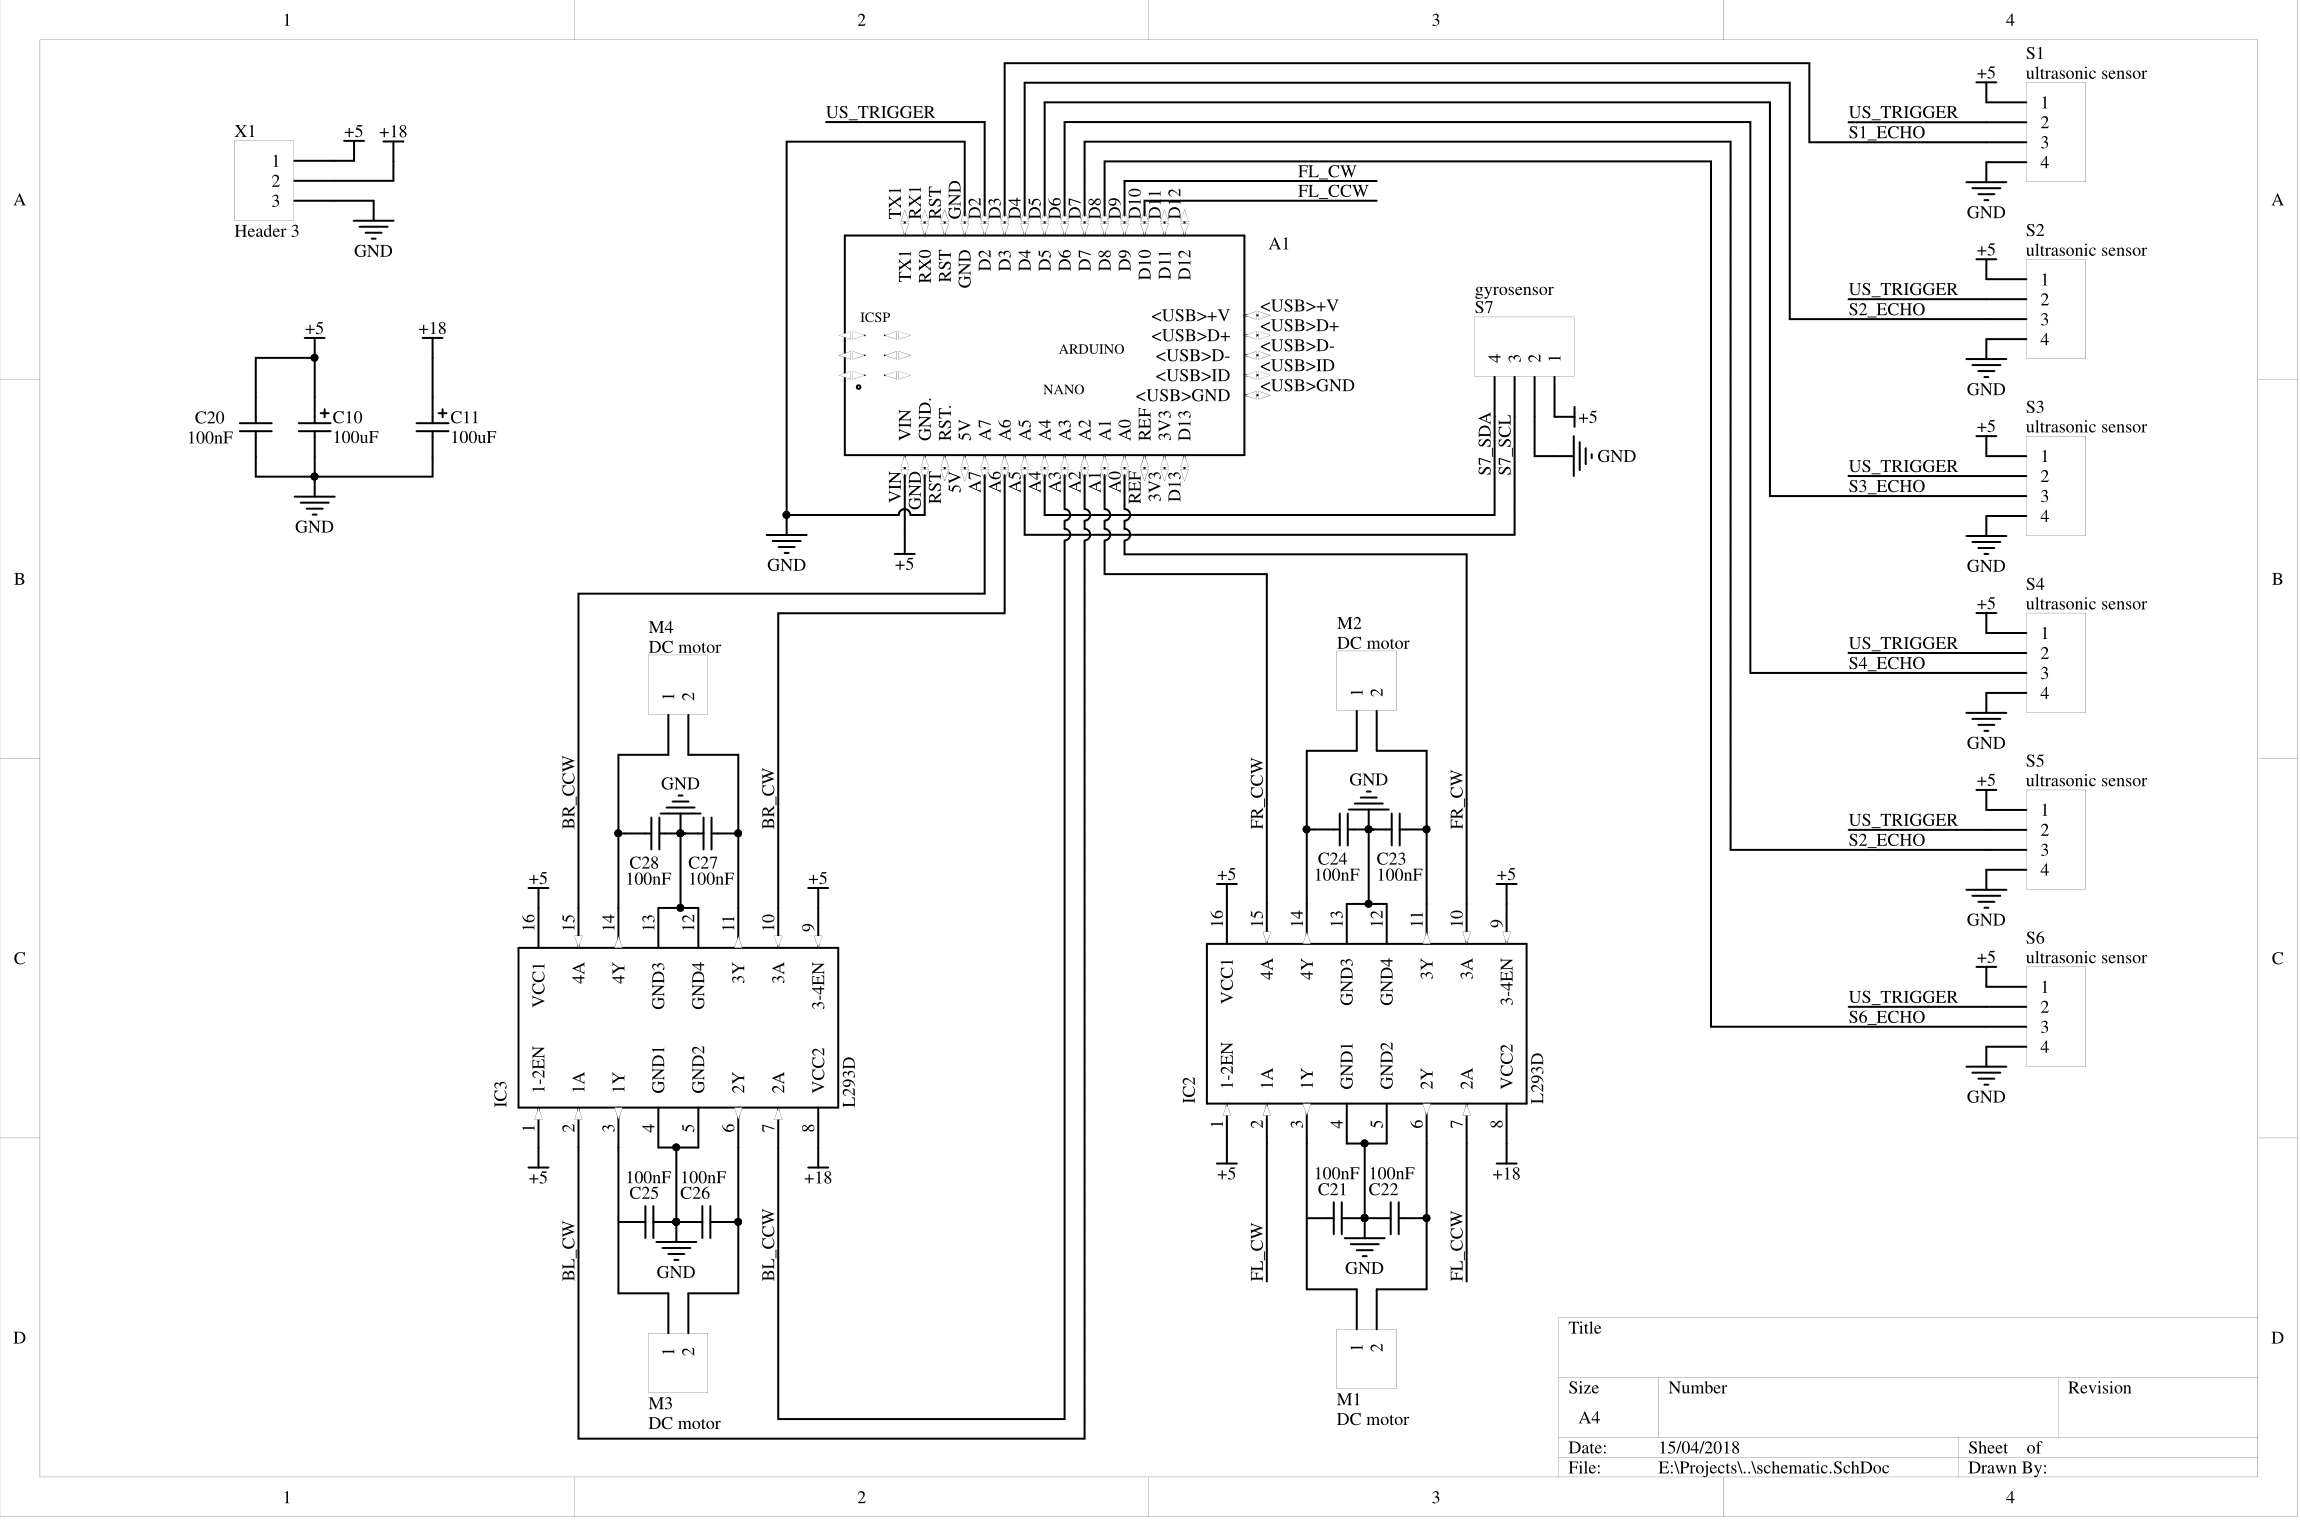 1 2 3 4
A A
B B
C C
D D
1 2 3 4
X1
+5 +18
1
2
3
Header 3
GND
+5 +18
C20
100nF
C10
100uF
C11
100uF
GND
US_TRIGGER
FL_CW
FL_CCW
TX1 RX1 RST GND D2 D3 D4 D5 D6 D7 D8 D9 D10 D11 D12
A1
TX1 RX0 RST GND D2 D3 D4 D5 D6 D7 D8 D9 D10 D11 D12
ICSP
ARDUINO
NANO
<USB>+V <USB>+V
<USB>D+ <USB>D+
<USB>D- <USB>D-
<USB>ID <USB>ID
<USB>GND <USB>GND
VIN GND. RST. 5V A7 A6 A5 A4 A3 A2 A1 A0 REF 3V3 D13
VIN GND RST 5V A7 A6 A5 A4 A3 A2 A1 A0 REF 3V3 D13
GND
+5
gyrosensor
S7
4 3 2 1
S7_SDA S7_SCL
+5
GND
S1
ultrasonic sensor
+5
US_TRIGGER
S1_ECHO
1
2
3
4
GND
S2
ultrasonic sensor
+5
US_TRIGGER
S2_ECHO
1
2
3
4
GND
S3
ultrasonic sensor
+5
US_TRIGGER
S3_ECHO
1
2
3
4
GND
S4
ultrasonic sensor
+5
US_TRIGGER
S4_ECHO
1
2
3
4
GND
S5
ultrasonic sensor
+5
US_TRIGGER
S2_ECHO
1
2
3
4
GND
S6
ultrasonic sensor
+5
US_TRIGGER
S6_ECHO
1
2
3
4
GND
M4
DC motor
1 2
BR_CCW BR_CW
GND
C28 C27
100nF 100nF
+5 +5
16 15 14 13 12 11 10 9
VCC1 4A 4Y GND3 GND4 3Y 3A 3-4EN
1-2EN 1A 1Y GND1 GND2 2Y 2A VCC2
IC3
L293D
1 2 3 4 5 6 7 8
+5 +18
100nF 100nF
C25 C26
GND
BL_CW BL_CCW
1 2
M3
DC motor
M2
DC motor
1 2
FR_CCW FR_CW
GND
C24 C23
100nF 100nF
+5 +5
16 15 14 13 12 11 10 9
VCC1 4A 4Y GND3 GND4 3Y 3A 3-4EN
1-2EN 1A 1Y GND1 GND2 2Y 2A VCC2
IC2
L293D
1 2 3 4 5 6 7 8
+5 +18
100nF 100nF
C21 C22
GND
FL_CW FL_CCW
1 2
M1
DC motor
Title
Size Number Revision
A4
Date: 15/04/2018 Sheet of
File: E:\Projects\..\schematic.SchDoc Drawn By: